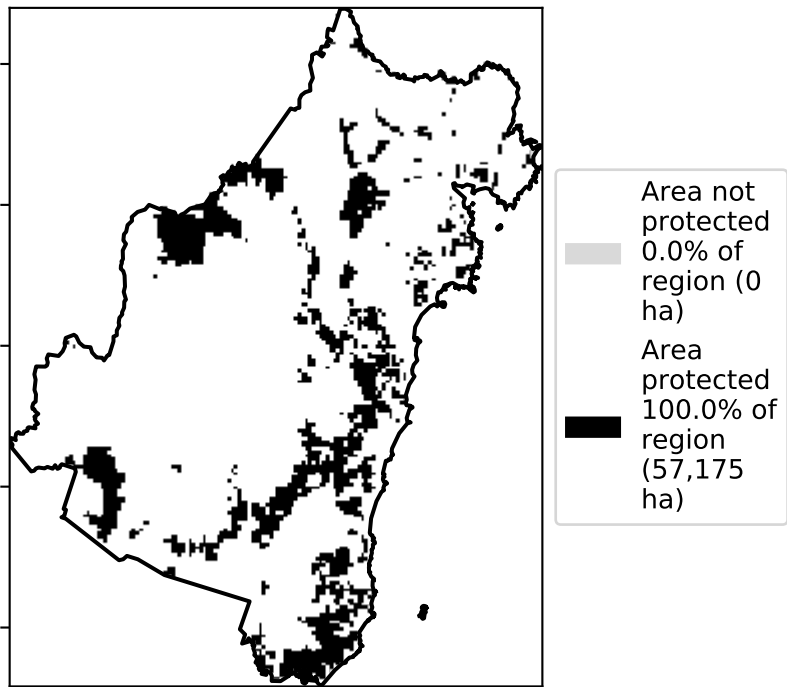 Area not
protected
0.0% of
region (0
ha)
Area
protected
100.0% of
region
(57,175
ha)